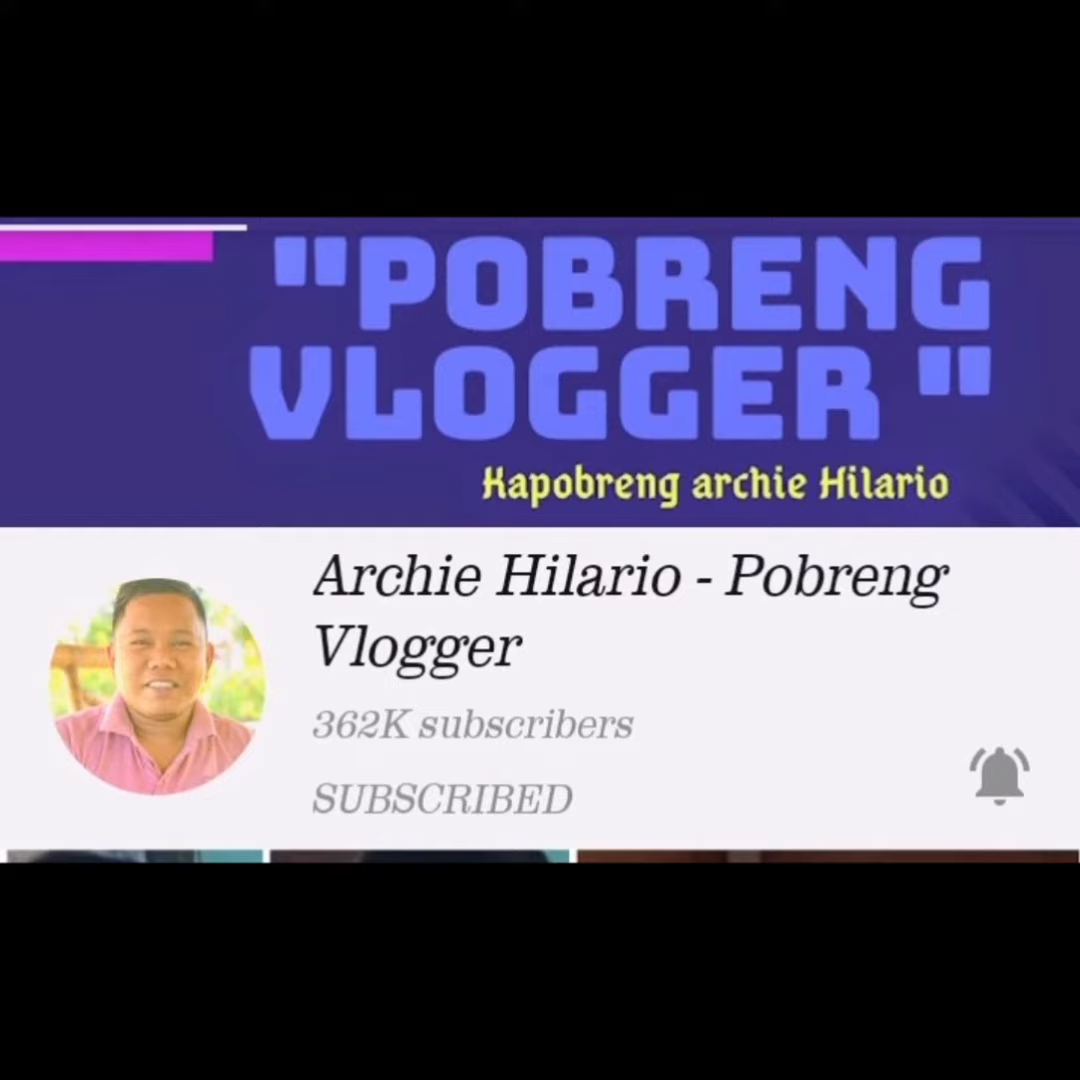 "POBRENG
VLOGGER "
Kapobreng archie Hilario
Archie Hilario - Pobreng
Vlogger
362K subscribers
SUBSCRIBED